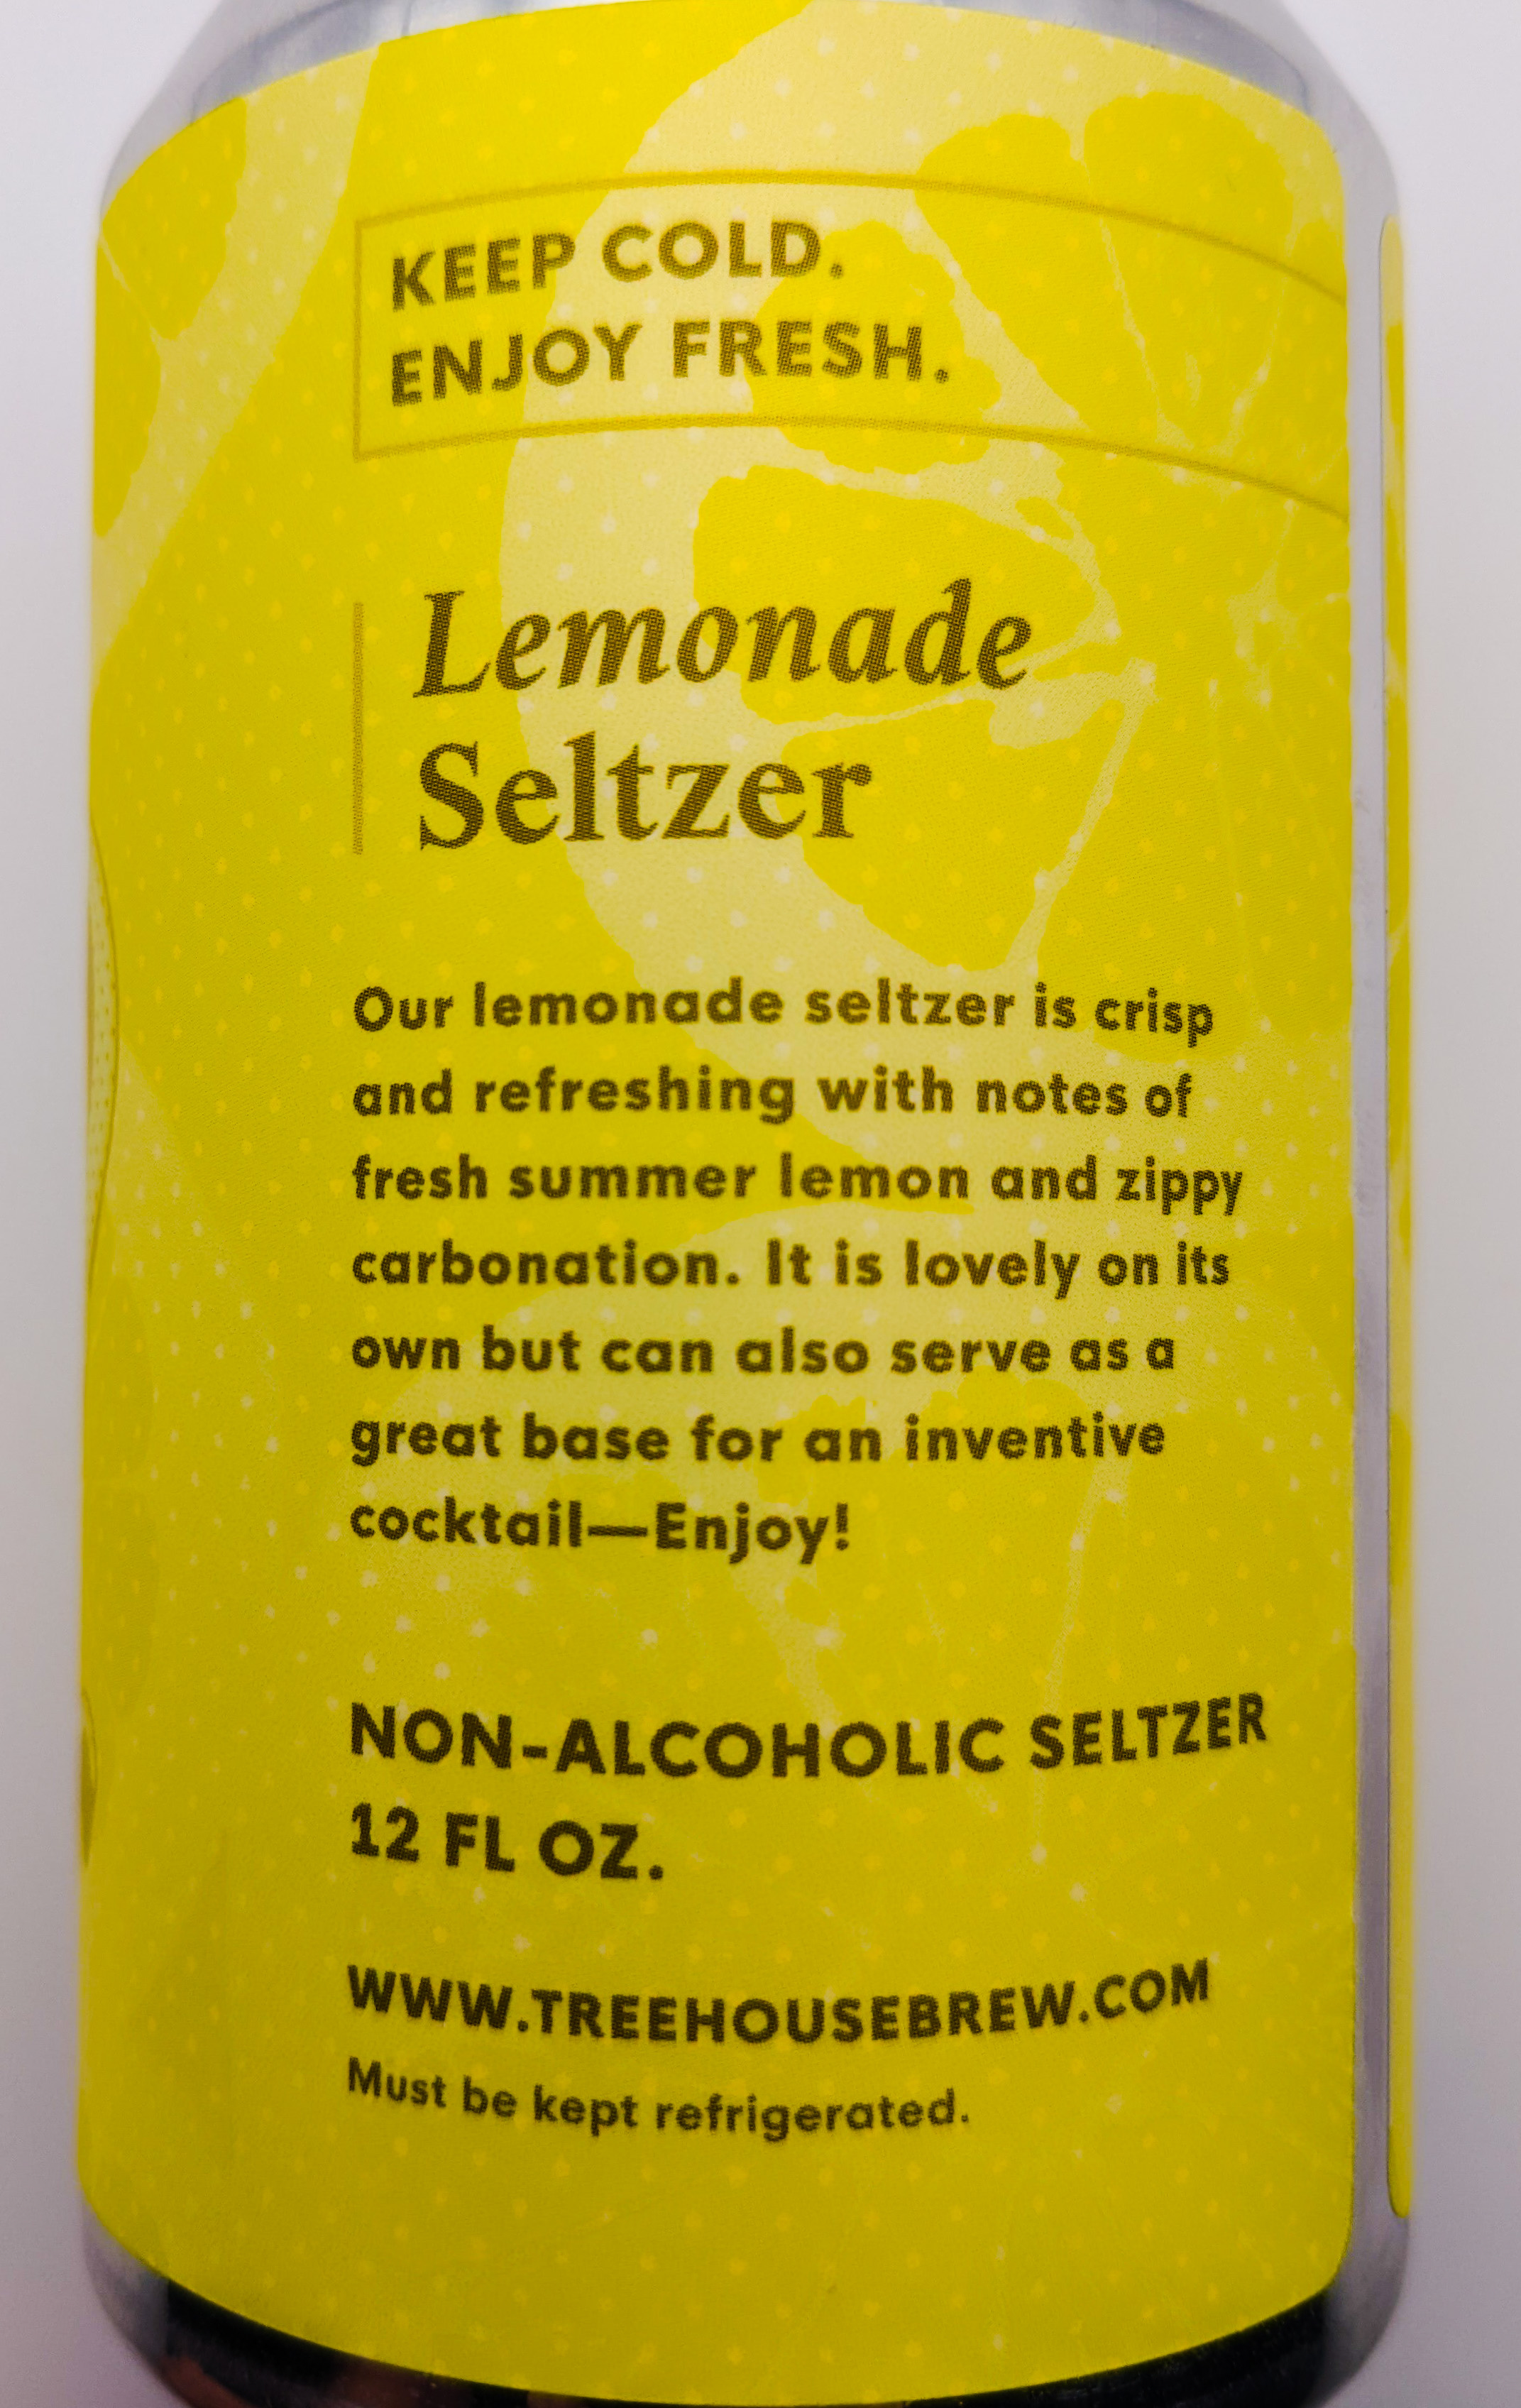 KEEP COLD.
ENJOY FRESH.
Lemonade
Seltzer
Our lemonade seltzer is crisp
and refreshing with notes of
fresh summer lemon and zippy
carbonation. It is lovely on its
own but can also serve as a
great base for an inventive
cocktail—Enjoy!
NON-ALCOHOLIC SELTZER
12 FL OZ.
WWW.TREEHOUSEBREW.COM
Must be kept refrigerated.